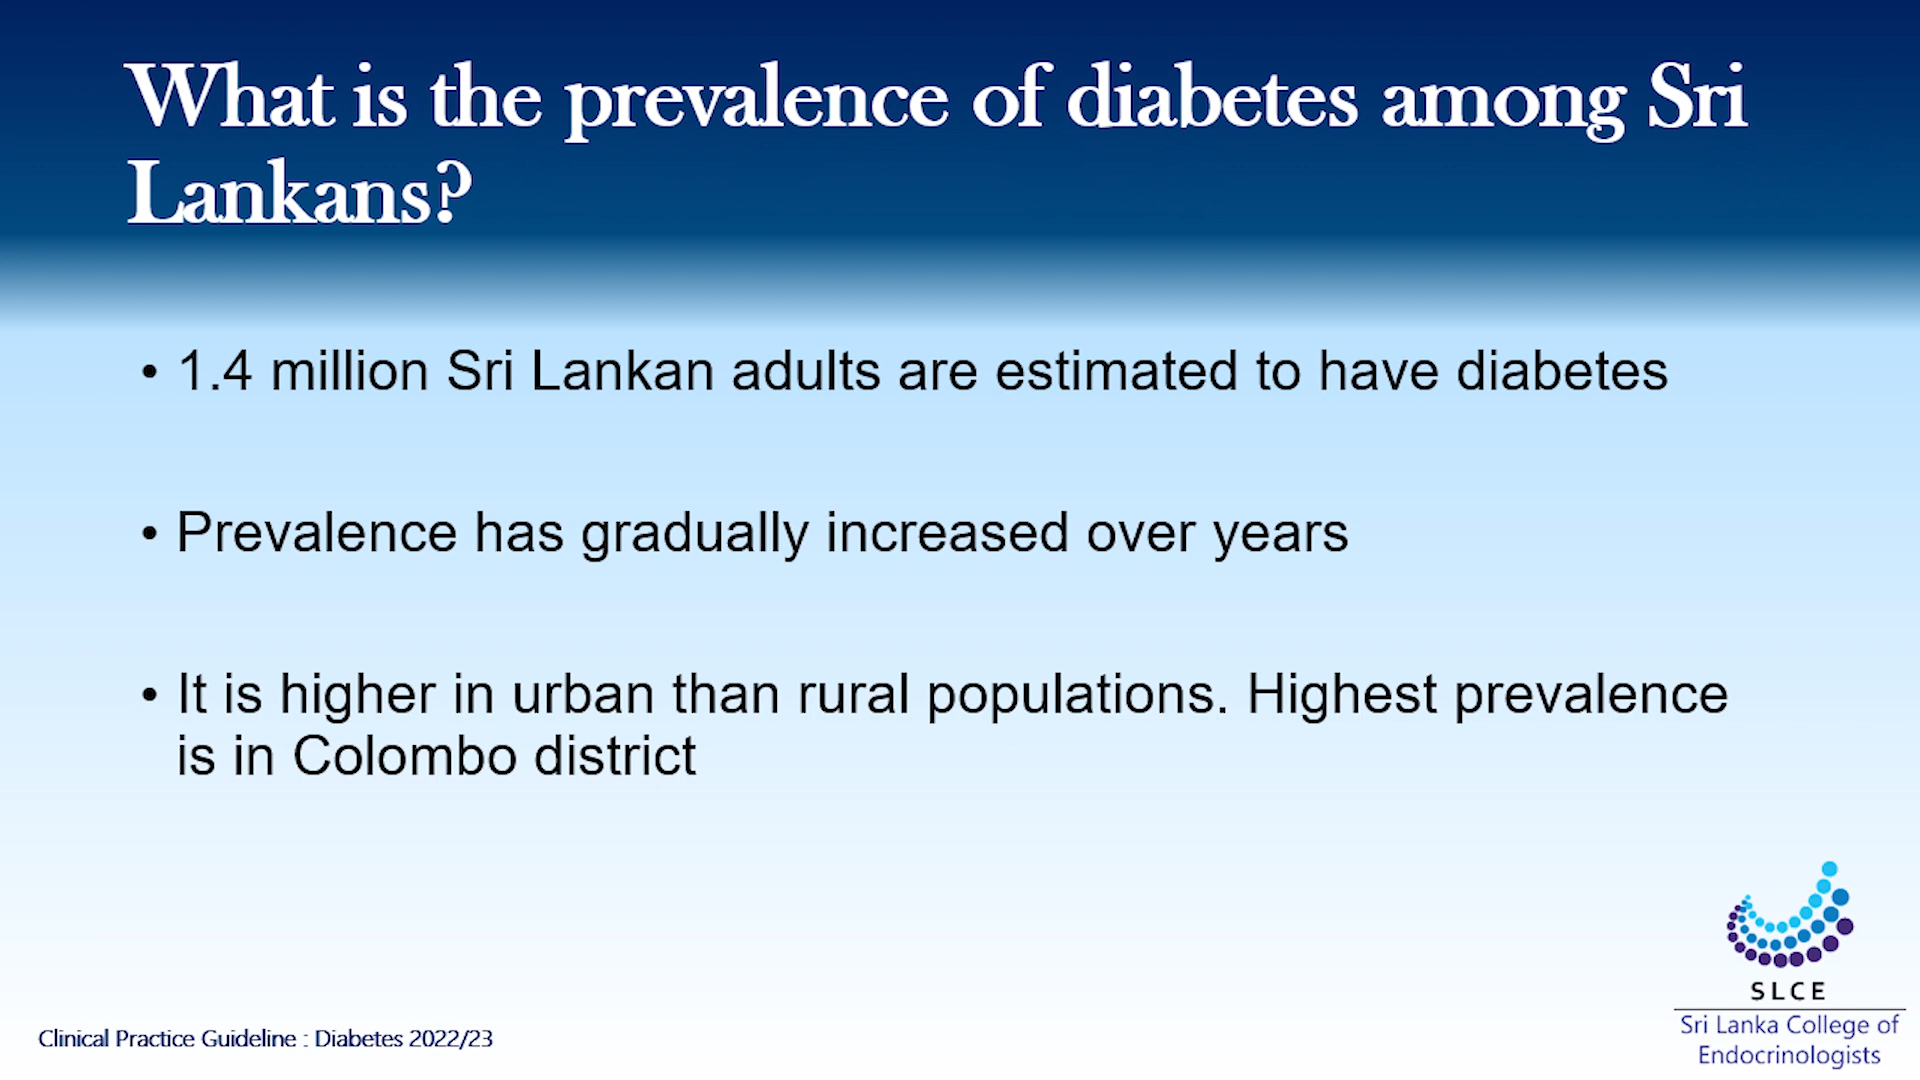 What is the prevalence of diabetes among Sri
Lankans?
• 1.4 million Sri Lankan adults are estimated to have diabetes
• Prevalence has gradually increased over years
• It is higher in urban than rural populations. Highest prevalence
is in Colombo district
SLCE
Sri Lanka College of
Endocrinologists
Clinical Practice Guideline : Diabetes 2022/23